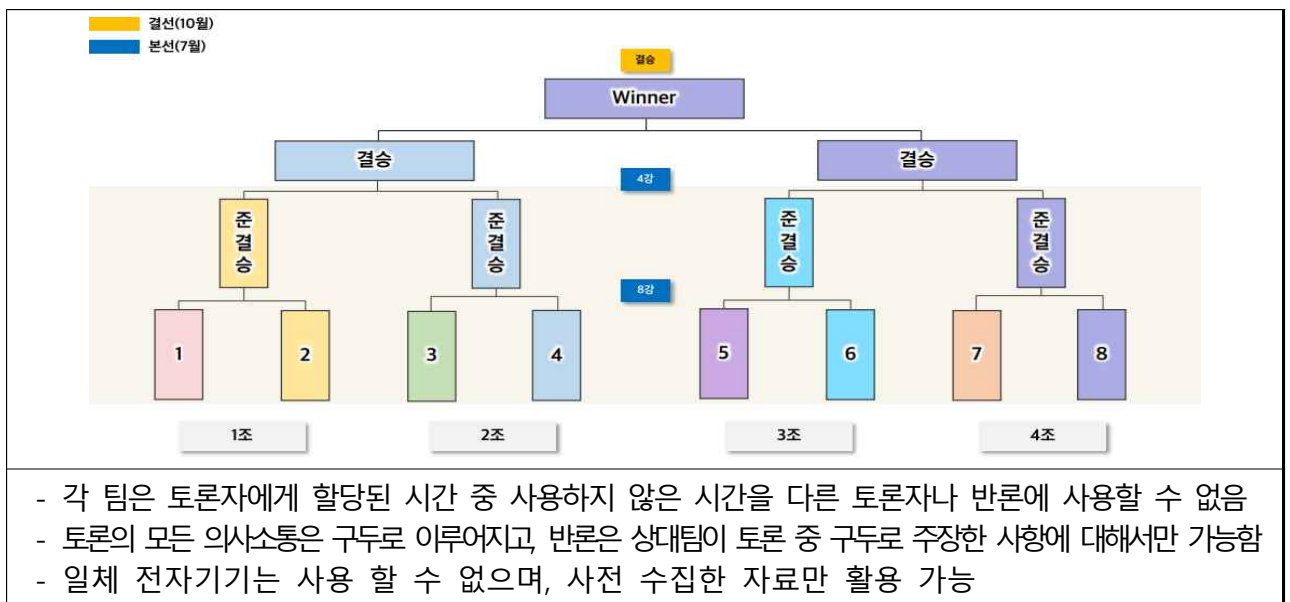 결선(10월)
본선(7월)
결승
Winner
결승
결승
4강
준결승
준결승
준결승
준결승
8강
1
2
3
4
5
6
7
8
1조
2조
3조
4조
- 각 팀은 토론자에게 할당된 시간 중 사용하지 않은 시간을 다른 토론자나 반론에 사용할 수 없음
- 토론의 모든 의사소통은 구두로 이루어지고, 반론은 상대팀이 토론 중 구두로 주장한 사항에 대해서만 가능함
- 일체 전자기기는 사용 할 수 없으며, 사전 수집한 자료만 활용 가능